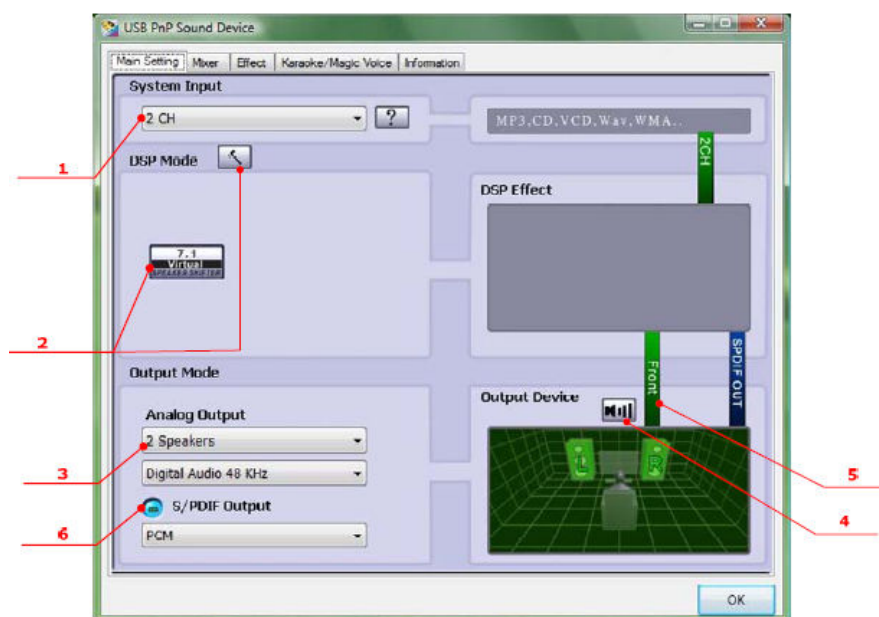 USB PnP Sound Device
Main Setting Mixer Effect Karaoke/Magic Voice Information
System Input
2 CH ?
MP3,CD,VCD,Wav,WMA..
1
DSP Mode
2CH
DSP Effect
7.1
Virtual
SPEAKER SHIFTER
2
Output Mode
Front
SPDIF OUT
Analog Output
Output Device
2 Speakers
L R
3
Digital Audio 48 KHz
5
S/PDIF Output
4
6
PCM
OK